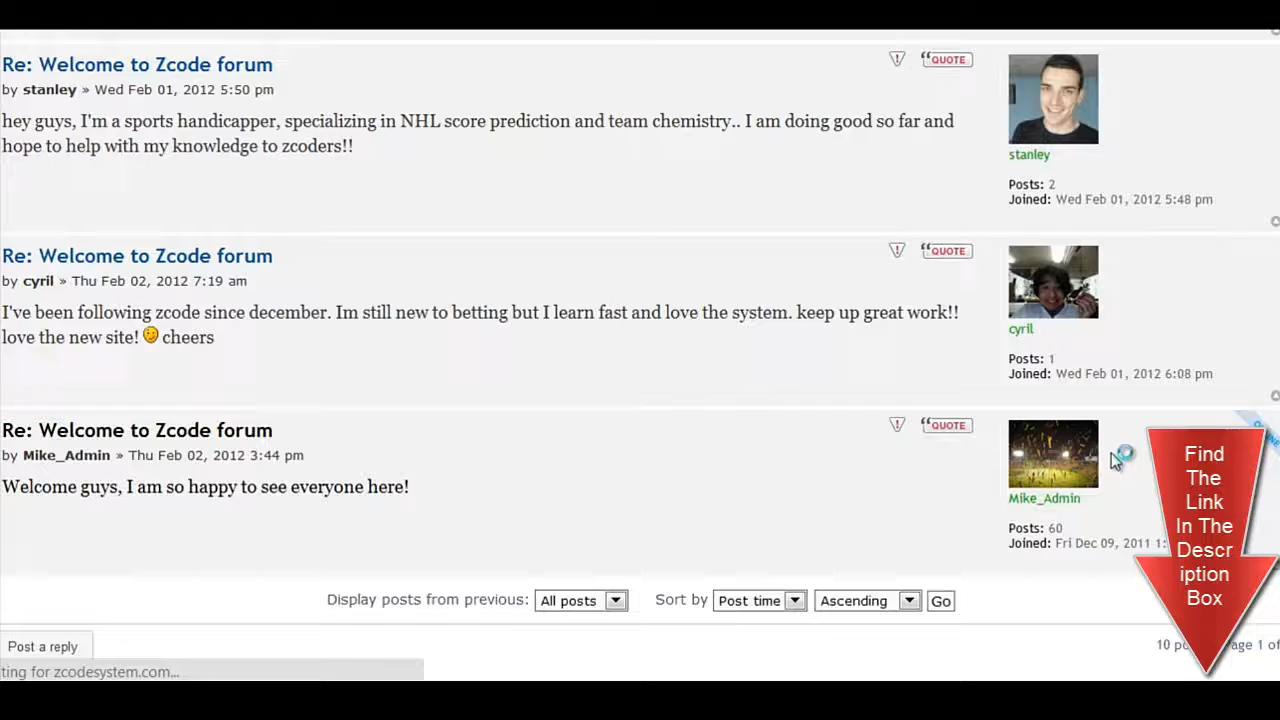 Re: Welcome to Zcode forum
QUOTE
by stanley » Wed Feb 01, 2012 5:50 pm
hey guys, I'm a sports handicapper, specializing in NHL score prediction and team chemistry.. I am doing good so far and
hope to help with my knowledge to zcoders!!
stanley
Posts: 2
Joined: Wed Feb 01, 2012 5:48 pm
Re: Welcome to Zcode forum
QUOTE
by cyril » Thu Feb 02, 2012 7:19 am
I've been following zcode since december. Im still new to betting but I learn fast and love the system. keep up great work!!
love the new site! cheers
cyril
Posts: 1
Joined: Wed Feb 01, 2012 6:08 pm
Re: Welcome to Zcode forum
QUOTE
by Mike_Admin » Thu Feb 02, 2012 3:44 pm
Welcome guys, I am so happy to see everyone here!
Mike_Admin
Posts: 60
Joined: Fri Dec 09, 2011
Find
The
Link
In The
Descr
iption
Box
Display posts from previous: All posts Sort by Post time Ascending Go
Post a reply
10 of
ting for zcodesystem.com...